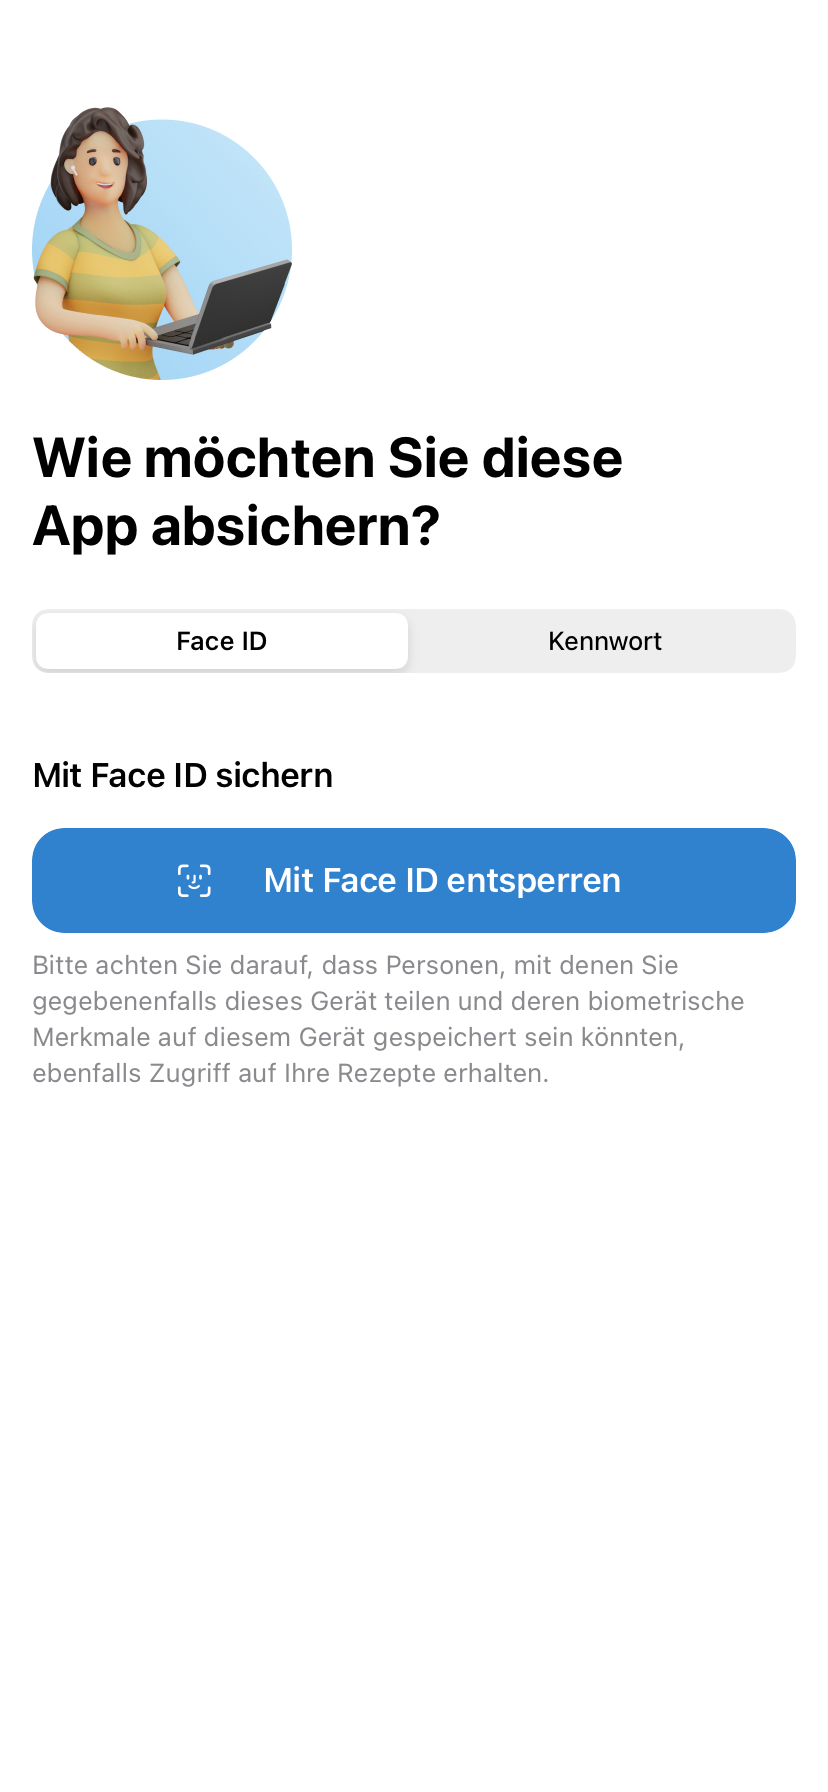 Wie möchten Sie diese
App absichern?
Face ID
Kennwort
Mit Face ID sichern
Mit Face ID entsperren
Bitte achten Sie darauf, dass Personen, mit denen Sie
gegebenenfalls dieses Gerät teilen und deren biometrische
Merkmale auf diesem Gerät gespeichert sein könnten,
ebenfalls Zugriff auf Ihre Rezepte erhalten.